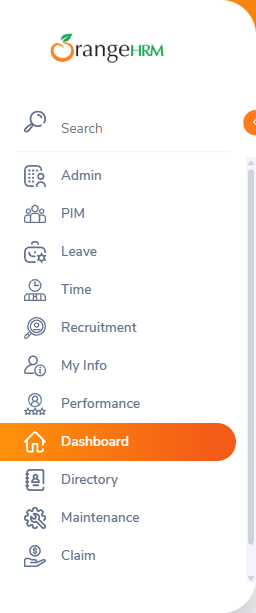 OrangeHRM
Search
Admin
PIM
Leave
Time
Recruitment
My Info
Performance
Dashboard
Directory
Maintenance
Claim